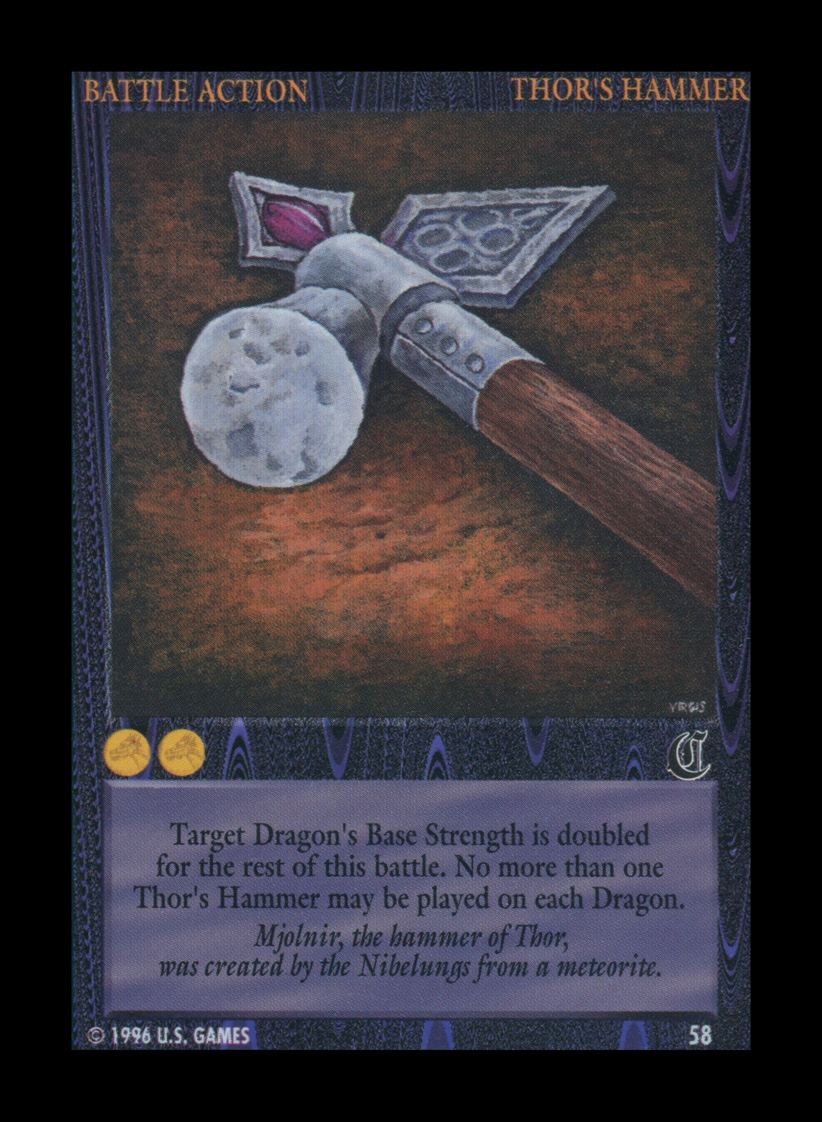 BATTLE ACTION THOR'S HAMMER
VRGIS
C
Target Dragon's Base Strength is doubled
for the rest of this battle. No more than one
Thor's Hammer may be played on each Dragon.
Mjolnir, the hammer of Thor,
was created by the Nibelungs from a meteorite.
© 1996 U.S. GAMES 58